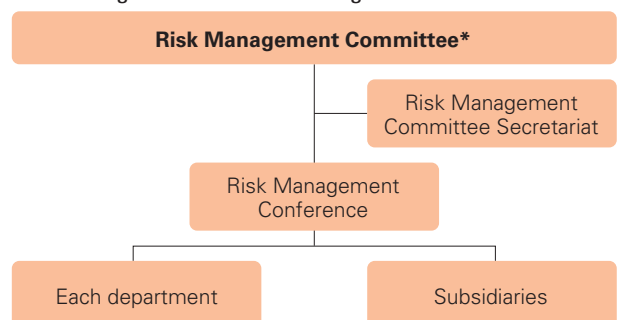 Risk Management Committee*
Risk Management
Committee Secretariat
Risk Management
Conference
Each department
Subsidiaries